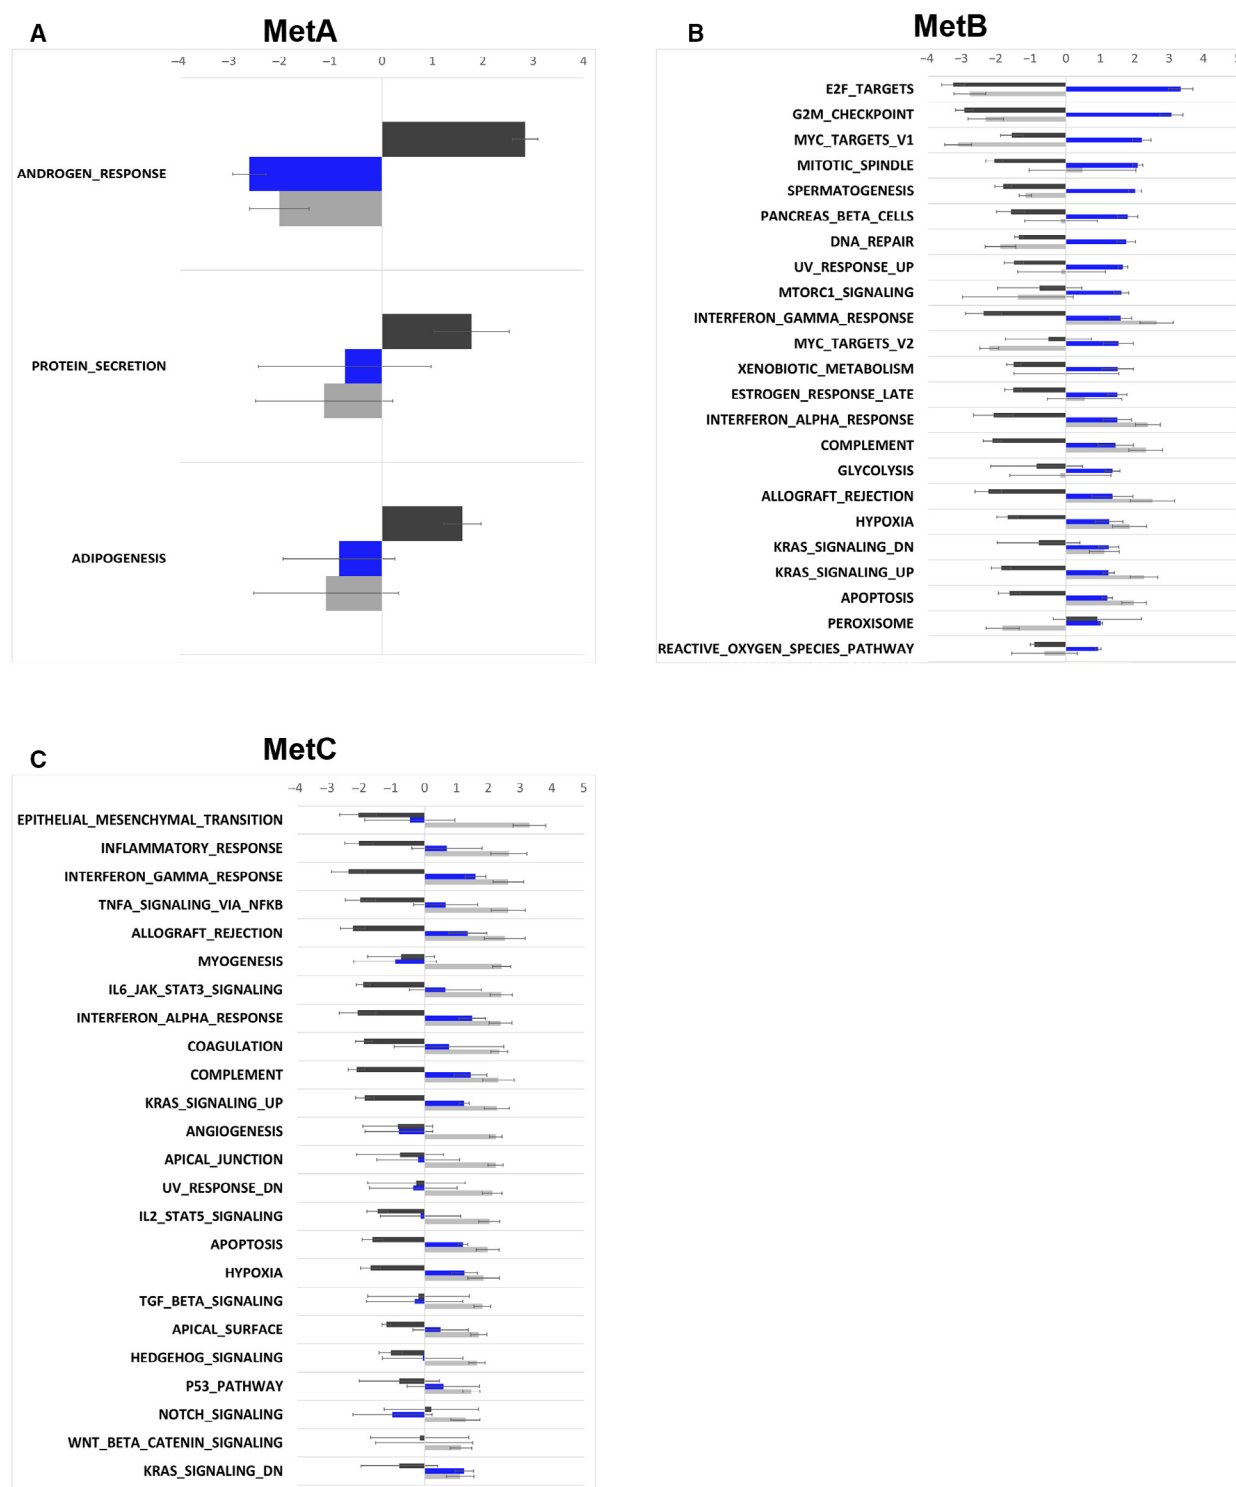 A
MetA
−4 −3 −2 −1 0 1 2 3 4
ANDROGEN_RESPONSE
PROTEIN_SECRETION
ADIPOGENESIS
B
MetB
−4 −3 −2 −1 0 1 2 3 4
E2F_TARGETS
G2M_CHECKPOINT
MYC_TARGETS_V1
MITOTIC_SPINDLE
SPERMATOGENESIS
PANCREAS_BETA_CELLS
DNA_REPAIR
UV_RESPONSE_UP
MTORC1_SIGNALING
INTERFERON_GAMMA_RESPONSE
MYC_TARGETS_V2
XENOBIOTIC_METABOLISM
ESTROGEN_RESPONSE_LATE
INTERFERON_ALPHA_RESPONSE
COMPLEMENT
GLYCOLYSIS
ALLOGRAFT_REJECTION
HYPOXIA
KRAS_SIGNALING_DN
KRAS_SIGNALING_UP
APOPTOSIS
PEROXISOME
REACTIVE_OXYGEN_SPECIES_PATHWAY
C
MetC
−4 −3 −2 −1 0 1 2 3 4 5
EPITHELIAL_MESENCHYMAL_TRANSITION
INFLAMMATORY_RESPONSE
INTERFERON_GAMMA_RESPONSE
TNFA_SIGNALING_VIA_NFKB
ALLOGRAFT_REJECTION
MYOGENESIS
IL6_JAK_STAT3_SIGNALING
INTERFERON_ALPHA_RESPONSE
COAGULATION
COMPLEMENT
KRAS_SIGNALING_UP
ANGIOGENESIS
APICAL_JUNCTION
UV_RESPONSE_DN
IL2_STAT5_SIGNALING
APOPTOSIS
HYPOXIA
TGF_BETA_SIGNALING
APICAL_SURFACE
HEDGEHOG_SIGNALING
P53_PATHWAY
NOTCH_SIGNALING
WNT_BETA_CATENIN_SIGNALING
KRAS_SIGNALING_DN